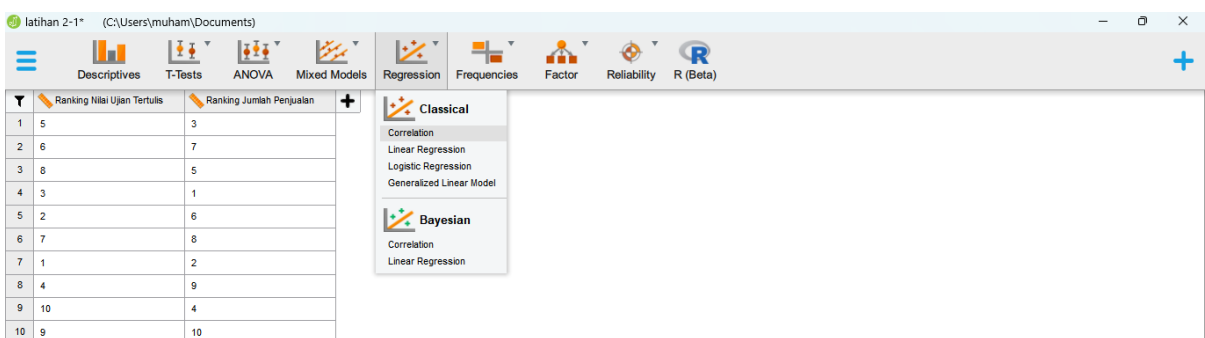 latihan 2-1* (C:\Users\muham\Documents)
Descriptives T-Tests ANOVA Mixed Models Regression Frequencies Factor Reliability R (Beta)
Ranking Nilai Ujian Tertulis Ranking Jumlah Penjualan
1 5 3
2 6 7
3 8 5
4 3 1
5 2 6
6 7 8
7 1 2
8 4 9
9 10 4
10 9 10
Classical
Correlation
Linear Regression
Logistic Regression
Generalized Linear Model
Bayesian
Correlation
Linear Regression